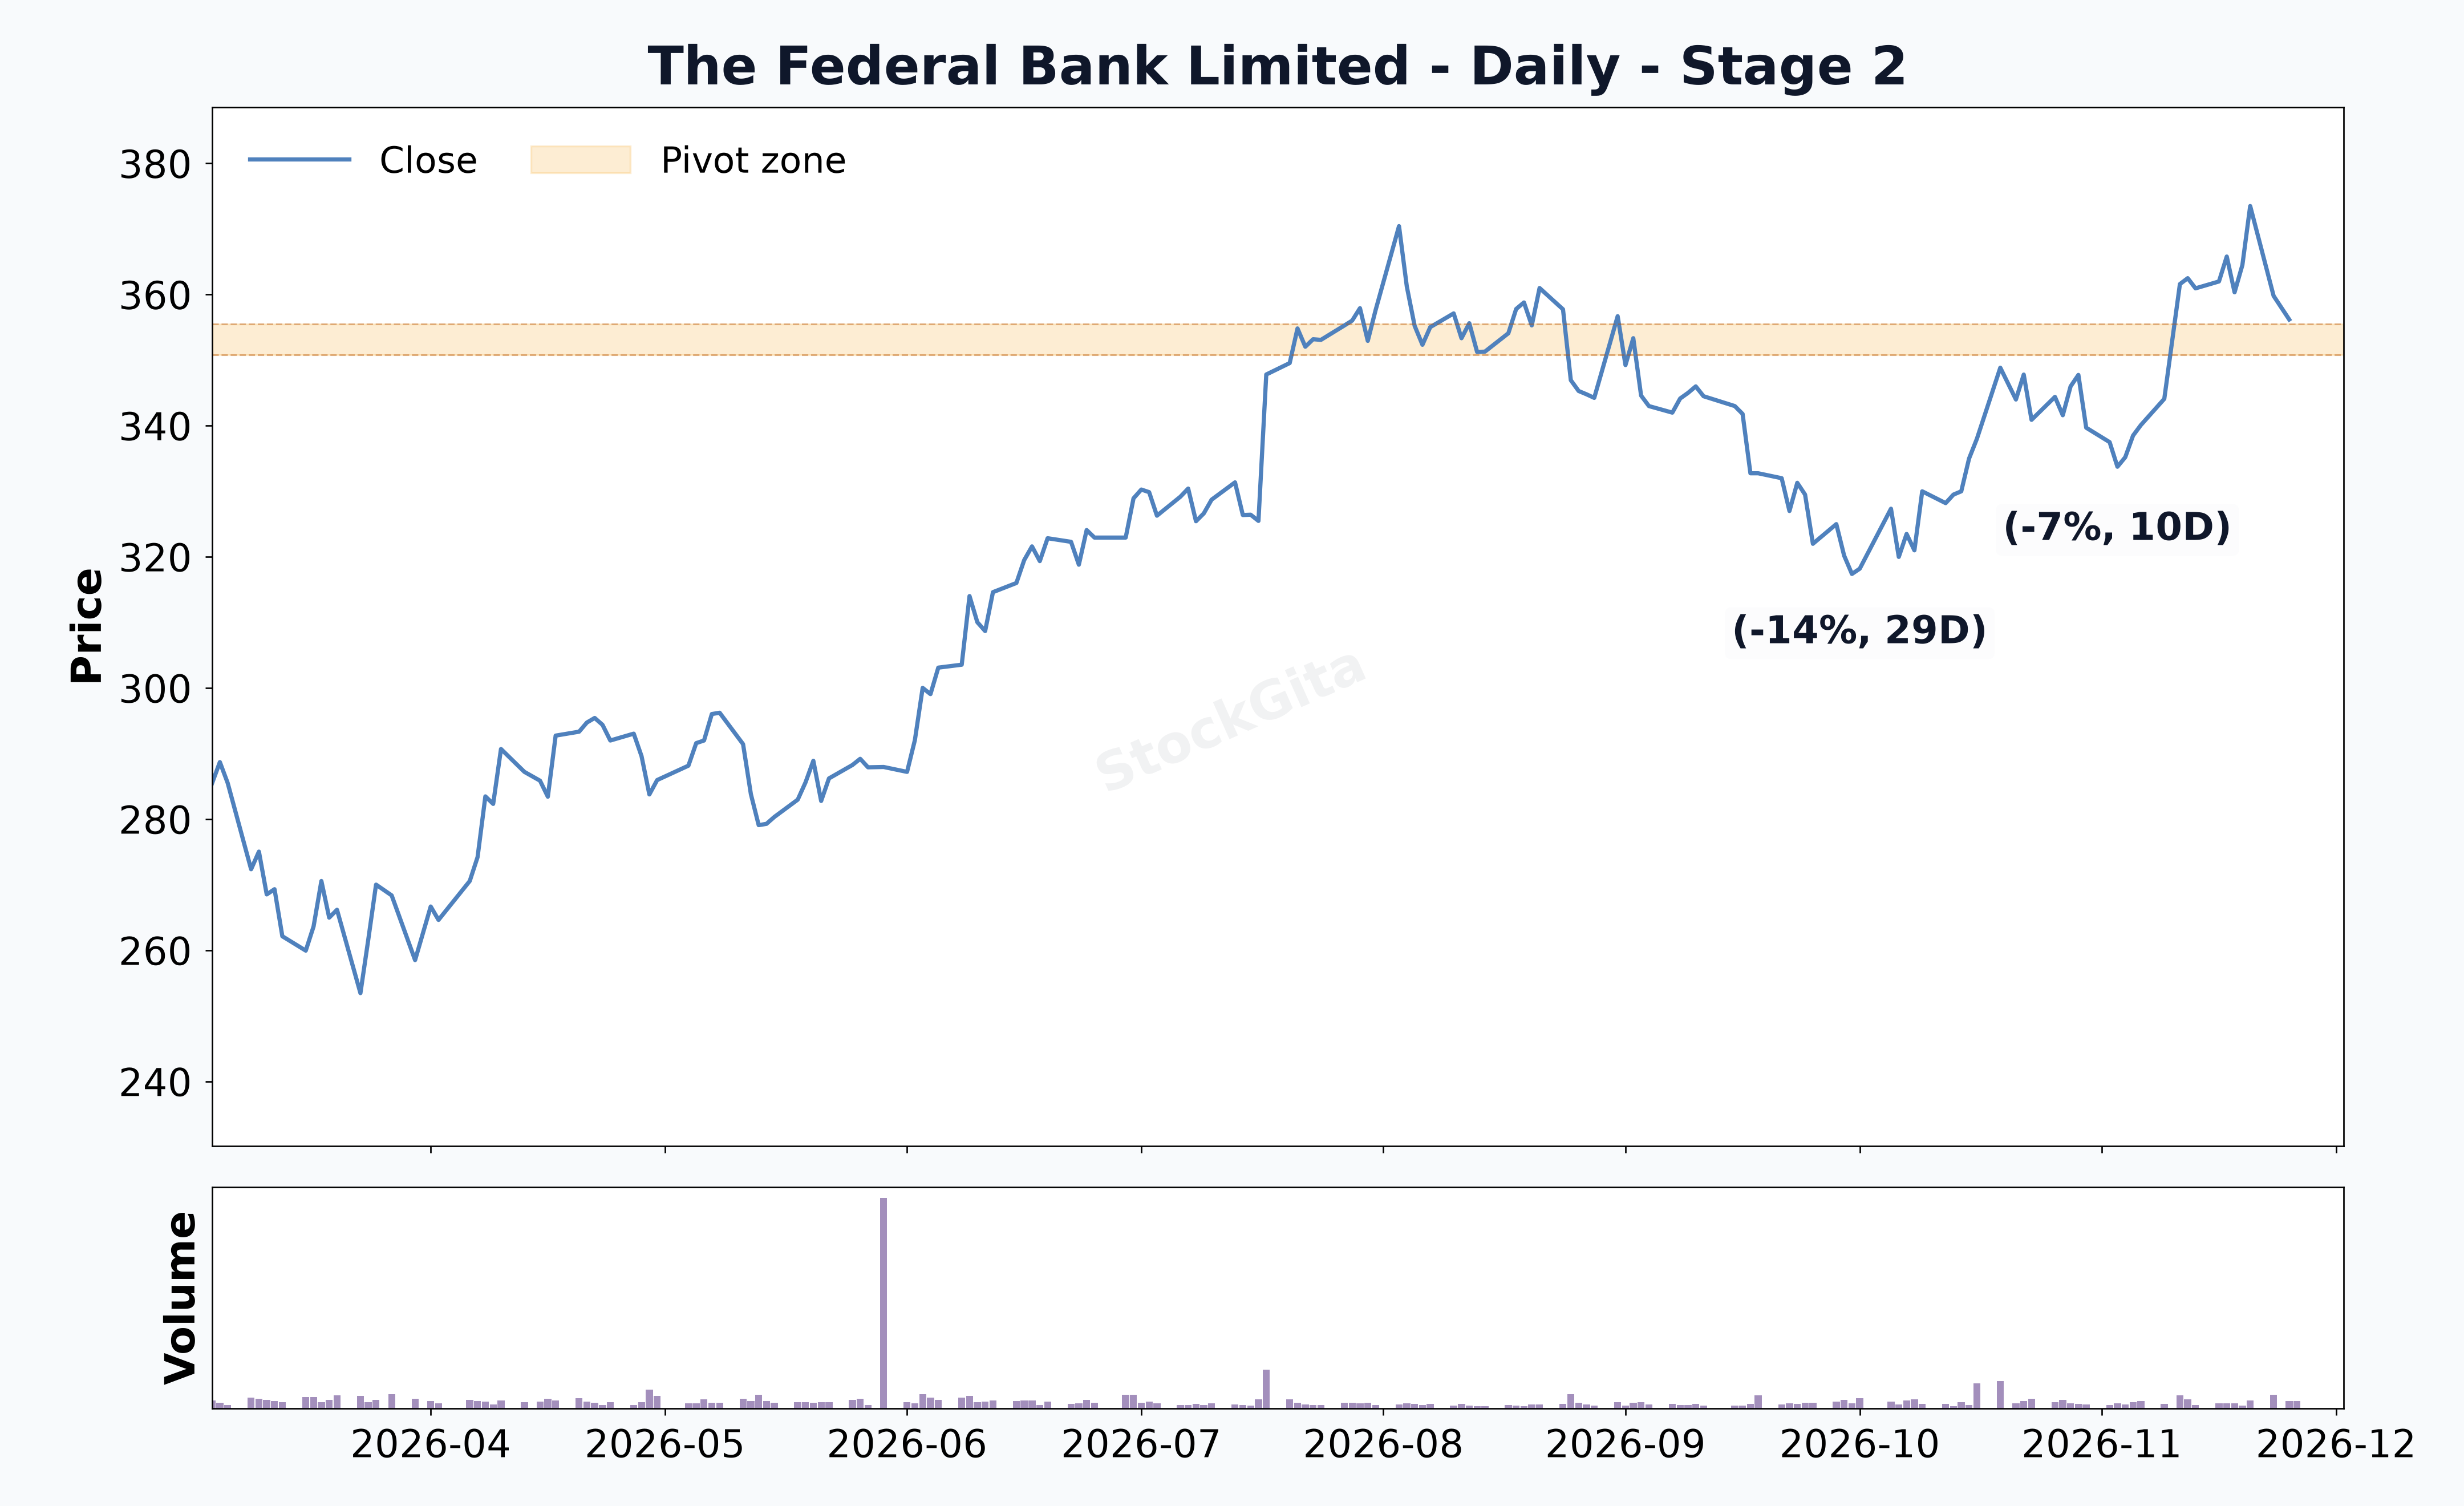 The Federal Bank Limited - Daily - Stage 2
Close
Pivot zone
Price
380
360
340
320
300
280
260
240
(-7%, 10D)
(-14%, 29D)
StockGita
Volume
2026-04
2026-05
2026-06
2026-07
2026-08
2026-09
2026-10
2026-11
2026-12